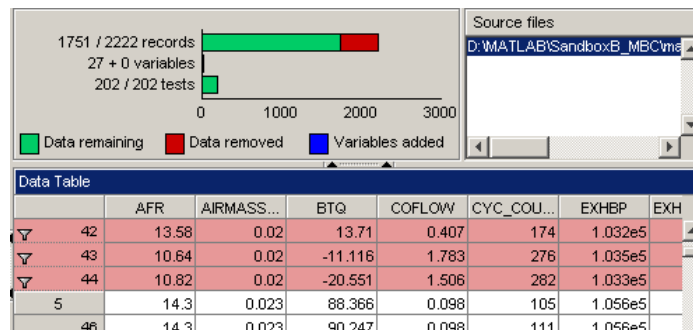 Source files
1751 / 2222 records
27 + 0 variables
202 / 202 tests
0 1000 2000 3000
Data remaining Data removed Variables added
D:\MATLAB\SandboxB_MBC\ma
Data Table
AFR AIRMASS... BTQ COFLOW CYC_COU... EXHBP EXH
42 13.58 0.02 13.71 0.407 174 1.032e5
43 10.64 0.02 -11.116 1.783 276 1.035e5
44 10.82 0.02 -20.551 1.506 282 1.033e5
5 14.3 0.023 88.366 0.098 105 1.056e5
46 14.3 0.023 90.247 0.098 111 1.056e5